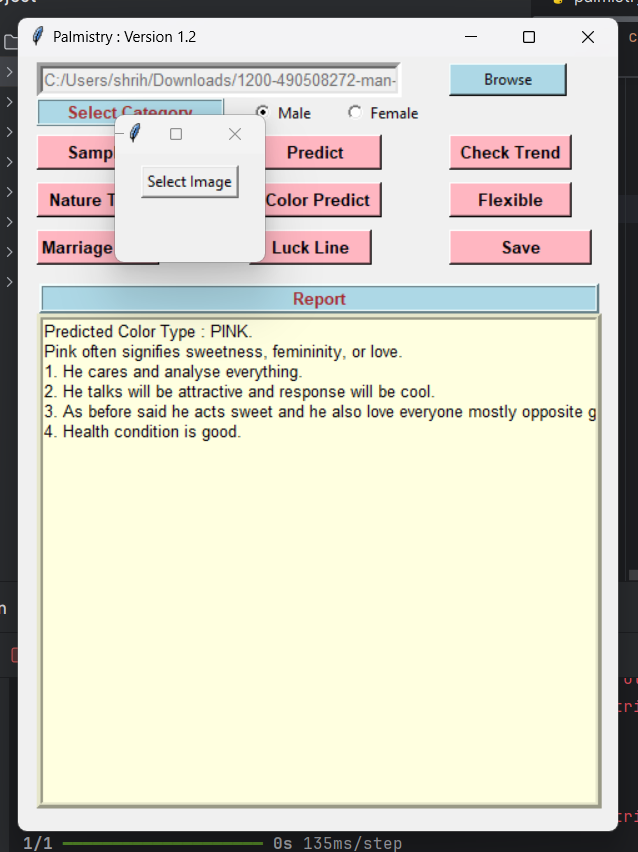 Palmistry : Version 1.2
C:/Users/shrih/Downloads/1200-490508272-man-
Browse
Select Category
Male
Female
Predict
Check Trend
Select Image
Nature
Color Predict
Flexible
Marriage
Luck Line
Save
Report
Predicted Color Type : PINK.
Pink often signifies sweetness, femininity, or love.
1. He cares and analyse everything.
2. He talks will be attractive and response will be cool.
3. As before said he acts sweet and he also love everyone mostly opposite g
4. Health condition is good.
1/1 0s 135ms/step